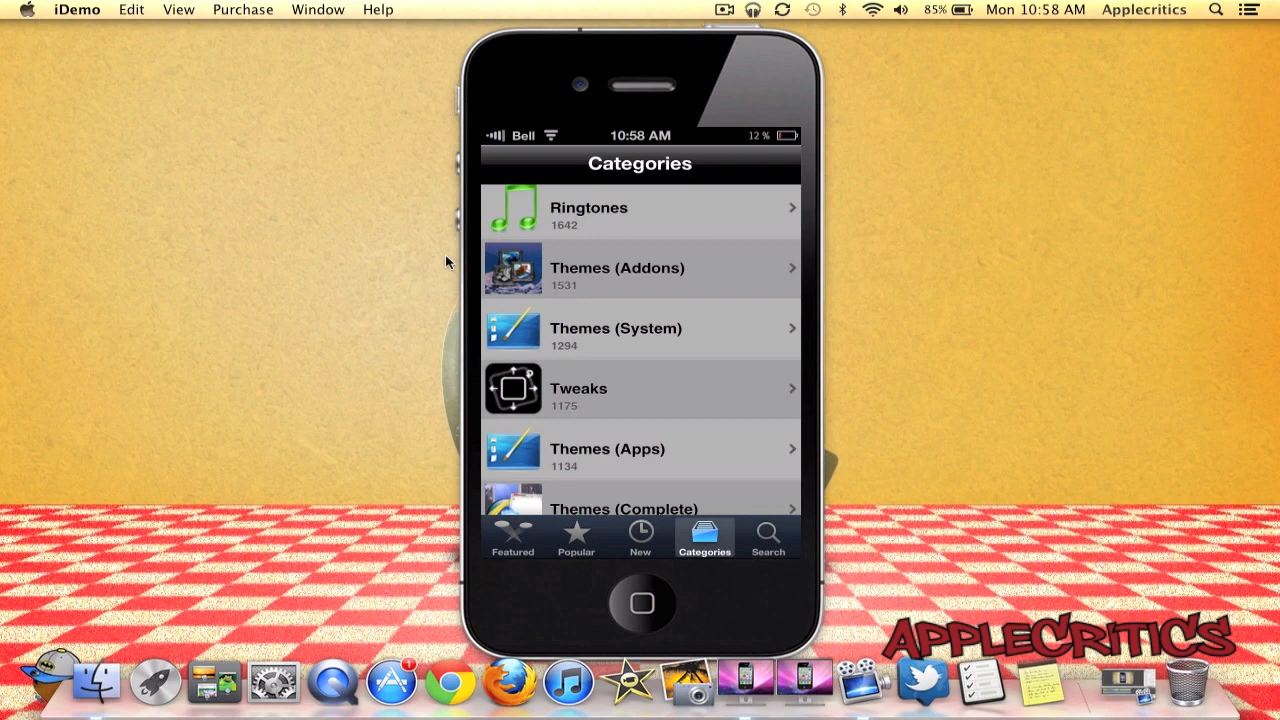 iDemo Edit View Purchase Window Help 85% Mon 10:58 AM Applecritics
Bell 10:58 AM 12 %
Categories
Ringtones
1642
Themes (Addons)
1531
Themes (System)
1294
Tweaks
1175
Themes (Apps)
1134
Themes (Complete)
Featured Popular New Categories Search
APPLECRITICS
1